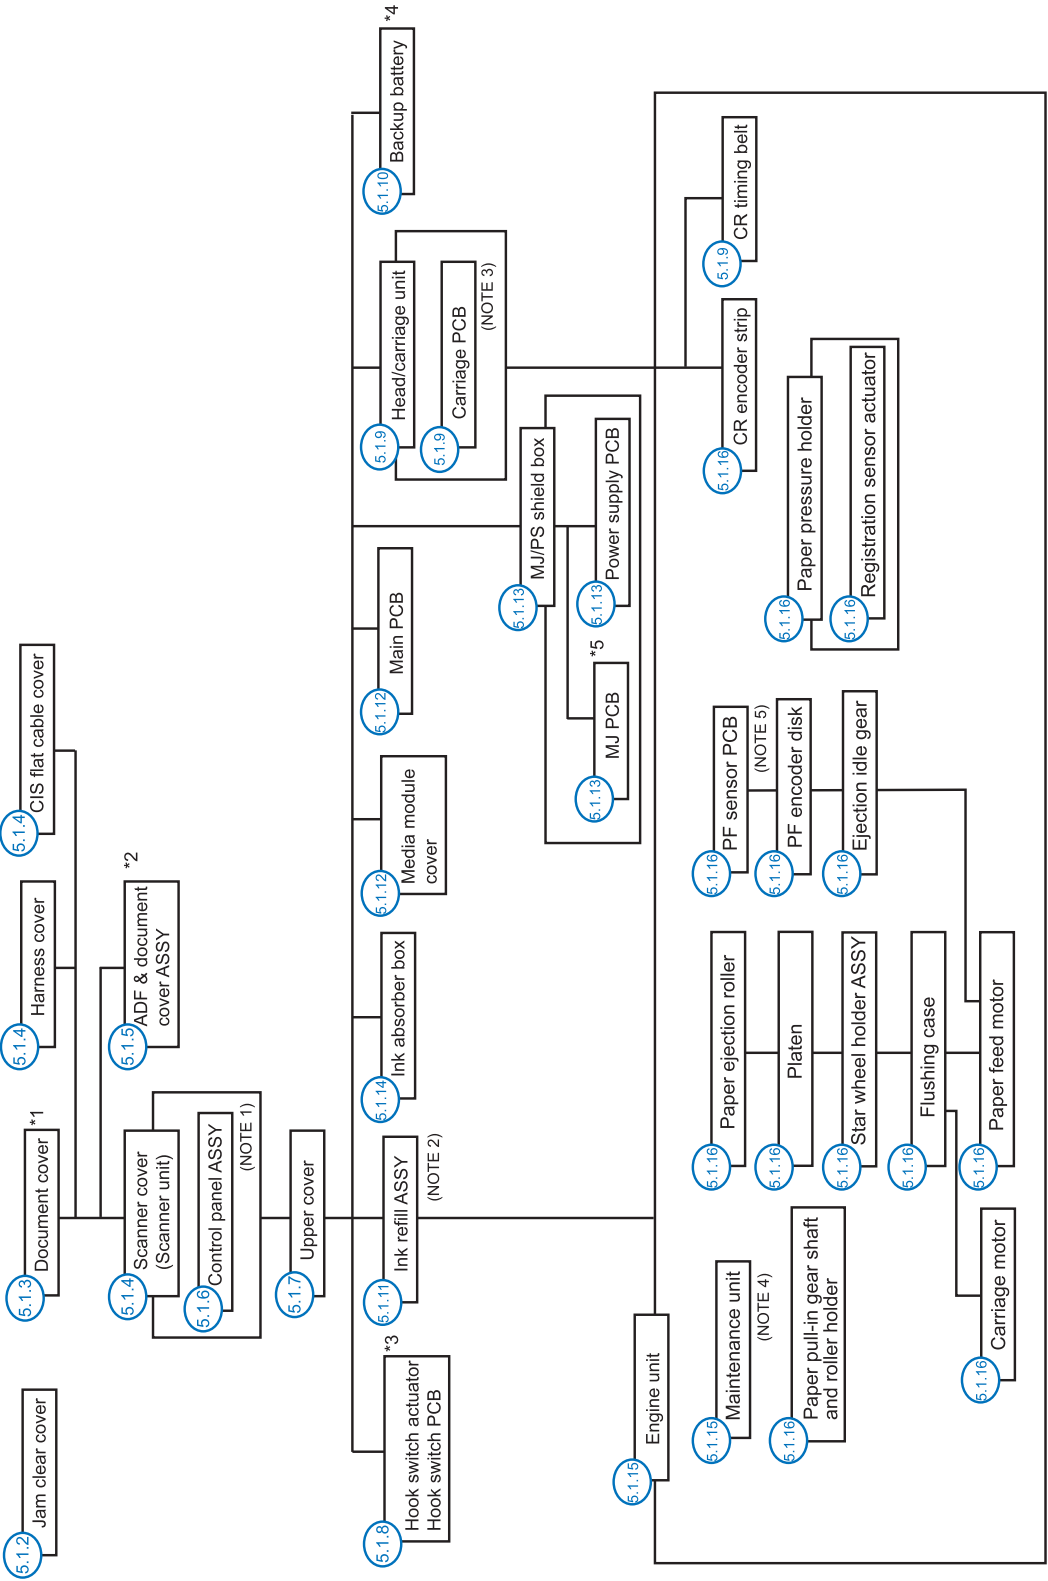 5.1.2
Jam clear cover
5.1.3
Document cover
*1
5.1.4
Harness cover
5.1.4
CIS flat cable cover
5.1.4
Scanner cover
(Scanner unit)
5.1.5
ADF & document
cover ASSY
*2
5.1.6
Control panel ASSY
(NOTE 1)
5.1.7
Upper cover
5.1.8
Hook switch actuator
Hook switch PCB
*3
5.1.11
Ink refill ASSY
(NOTE 2)
5.1.14
Ink absorber box
5.1.12
Media module
cover
5.1.12
Main PCB
5.1.9
Head/carriage unit
5.1.9
Carriage PCB
(NOTE 3)
5.1.10
Backup battery
*4
5.1.13
MJ/PS shield box
5.1.13
MJ PCB
*5
5.1.13
Power supply PCB
5.1.15
Engine unit
5.1.15
Maintenance unit
(NOTE 4)
5.1.16
Paper pull-in gear shaft
and roller holder
5.1.16
Paper ejection roller
5.1.16
Platen
5.1.16
Star wheel holder ASSY
5.1.16
Flushing case
5.1.16
Paper feed motor
5.1.16
Carriage motor
5.1.16
PF sensor PCB
(NOTE 5)
5.1.16
PF encoder disk
5.1.16
Ejection idle gear
5.1.16
CR encoder strip
5.1.9
CR timing belt
5.1.16
Paper pressure holder
5.1.16
Registration sensor actuator